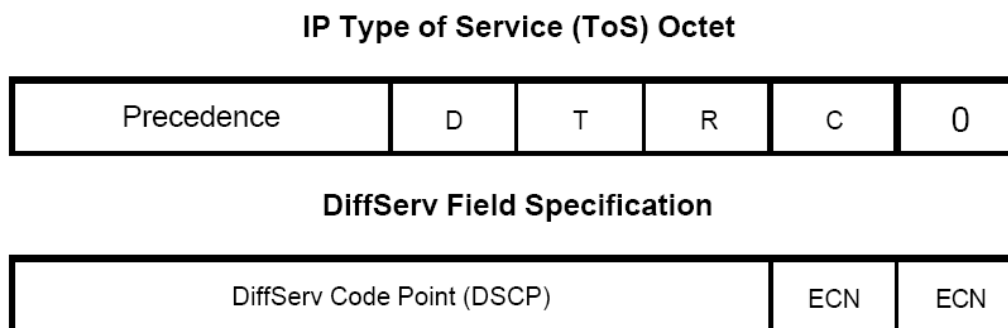 IP Type of Service (ToS) Octet
Precedence D T R C 0
DiffServ Field Specification
DiffServ Code Point (DSCP) ECN ECN